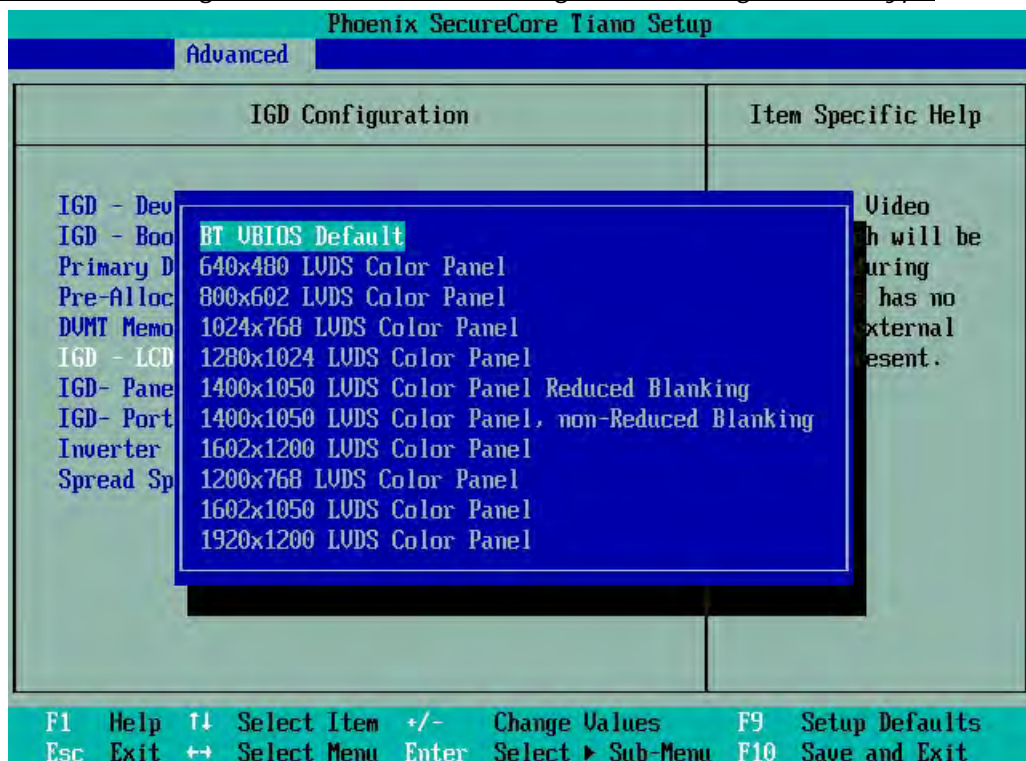 Phoenix SecureCore Tiano Setup
Advanced
IGD Configuration
Item Specific Help
IGD - Dev
IGD - Boo
Primary D
Pre-Alloc
DVMT Memo
IGD - LCD
IGD- Pane
IGD- Port
Inverter
Spread Sp
BT VBIOS Default
640x480 LVDS Color Panel
800x602 LVDS Color Panel
1024x768 LVDS Color Panel
1280x1024 LVDS Color Panel
1400x1050 LVDS Color Panel Reduced Blanking
1400x1050 LVDS Color Panel, non-Reduced Blanking
1602x1200 LVDS Color Panel
1200x768 LVDS Color Panel
1602x1050 LVDS Color Panel
1920x1200 LVDS Color Panel
Video
h will be
uring
has no
xternal
esent.
F1 Help ↑↓ Select Item +/- Change Values F9 Setup Defaults
Esc Exit ↔ Select Menu Enter Select ▶ Sub-Menu F10 Save and Exit